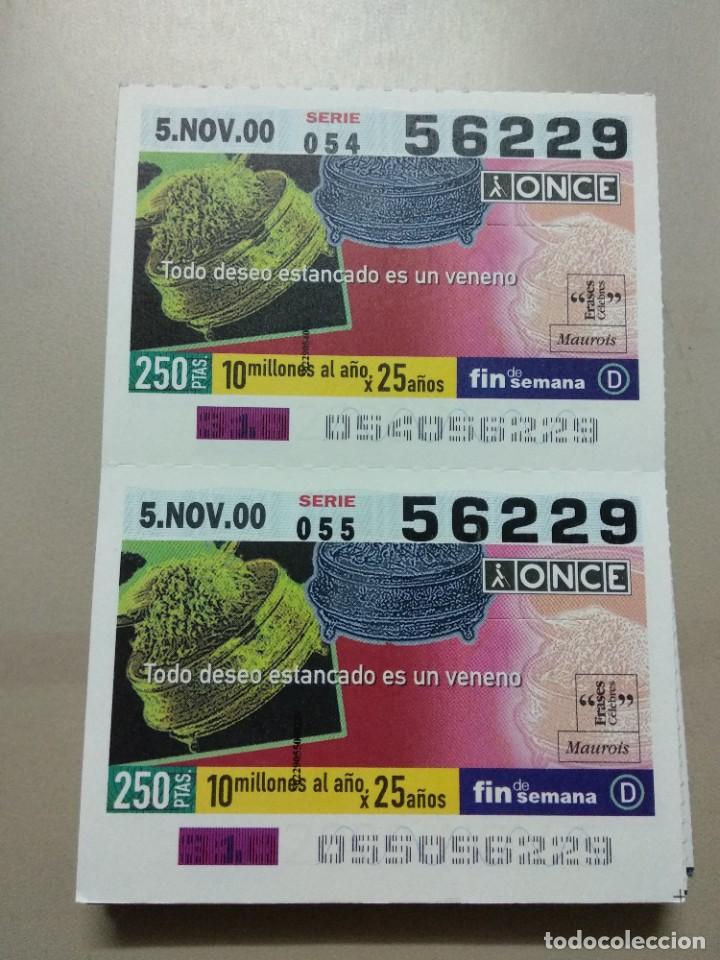 5.NOV.00 SERIE 054 56229
ONCE
Todo deseo estancado es un veneno
“Frases Célebres”
Maurois
250 PTAS. 10 millones al año x 25 años fin de semana D
054056229
5.NOV.00 SERIE 055 56229
ONCE
Todo deseo estancado es un veneno
“Frases Célebres”
Maurois
250 PTAS. 10 millones al año x 25 años fin de semana D
055056229
todocoleccion